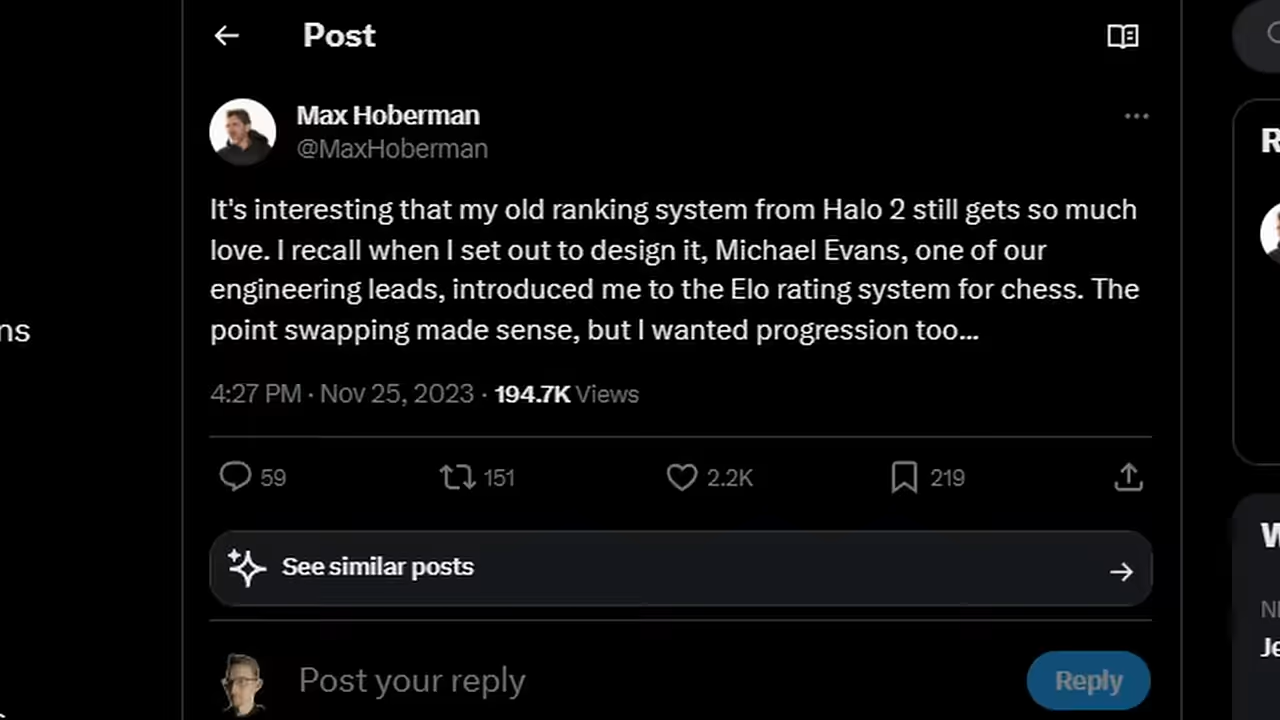 Post
Max Hoberman
@MaxHoberman
It's interesting that my old ranking system from Halo 2 still gets so much
love. I recall when I set out to design it, Michael Evans, one of our
engineering leads, introduced me to the Elo rating system for chess. The
point swapping made sense, but I wanted progression too...
4:27 PM · Nov 25, 2023 · 194.7K Views
59 151 2.2K 219
See similar posts
Post your reply
Reply
ns